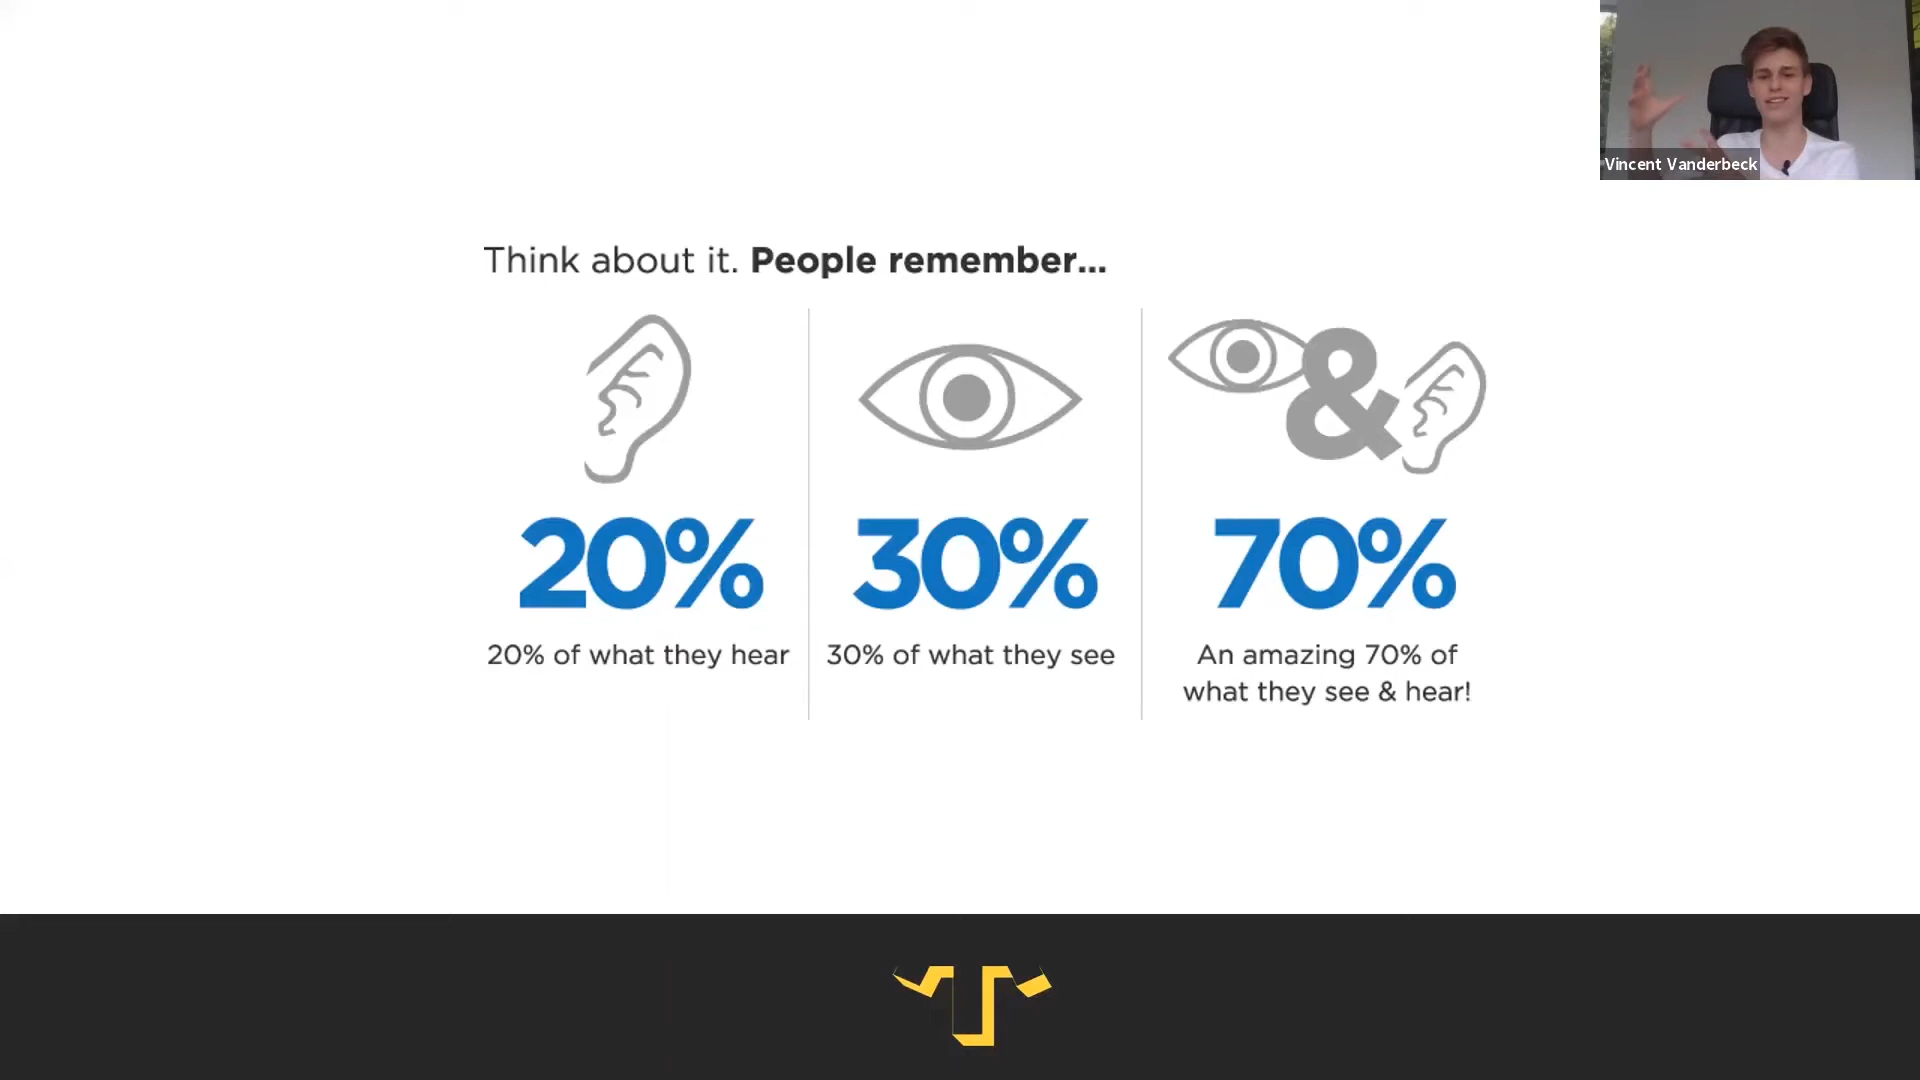 Vincent Vanderbeck
Think about it. People remember...
&
20%
30%
70%
20% of what they hear
30% of what they see
An amazing 70% of
what they see & hear!